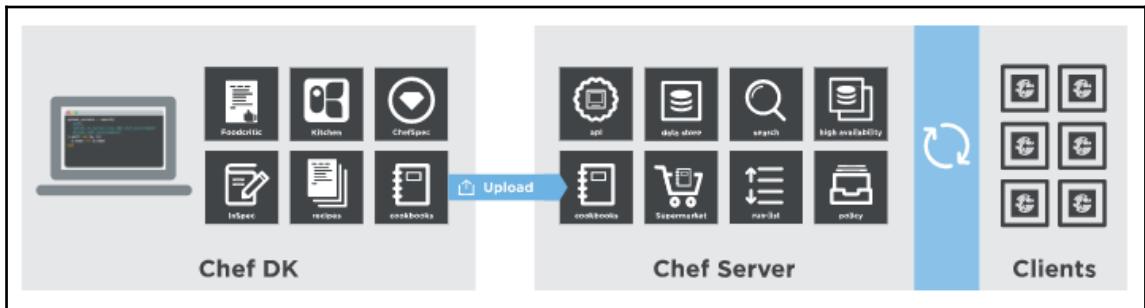 Foodcritic
Kitchen
ChefSpec
api
data store
search
high availability
InSpec
recipes
cookbooks
Upload
cookbooks
Supermarket
run-list
policy
Chef DK
Chef Server
Clients